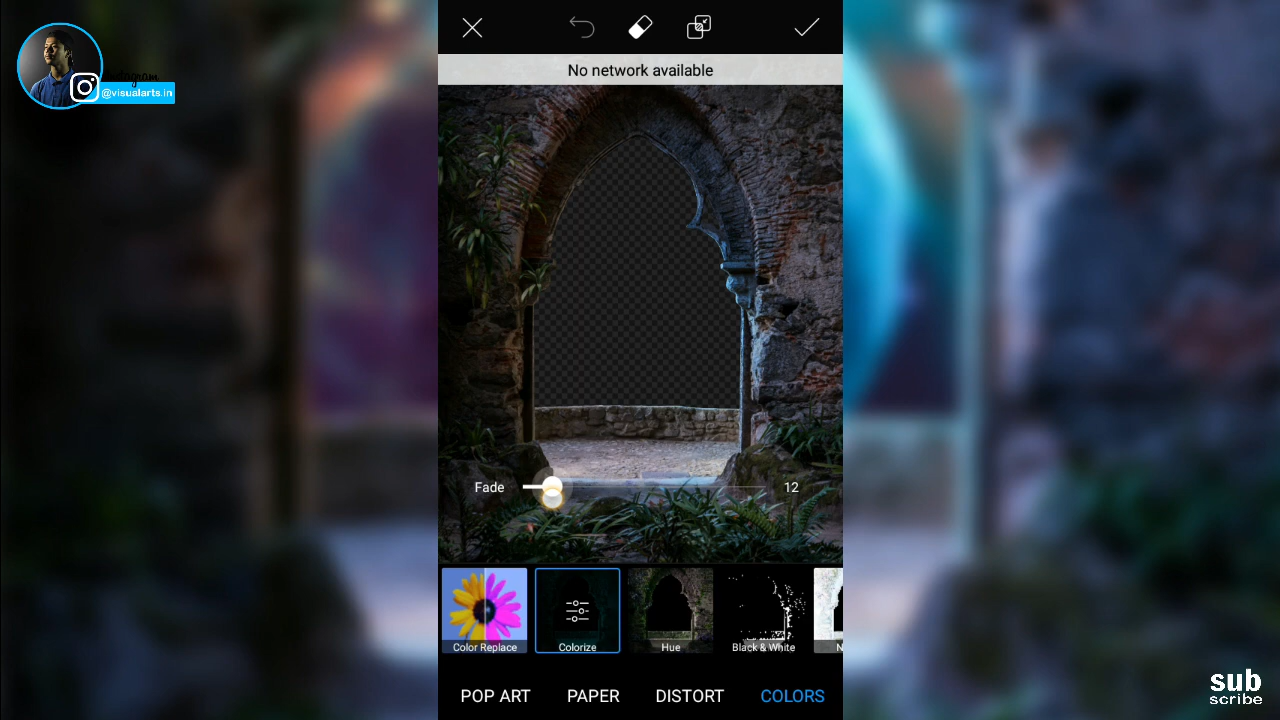 Instagram
@visualarts.in
No network available
Fade 12
Color Replace
Colorize
Hue
Black & White
N
POP ART PAPER DISTORT COLORS
sub
scribe